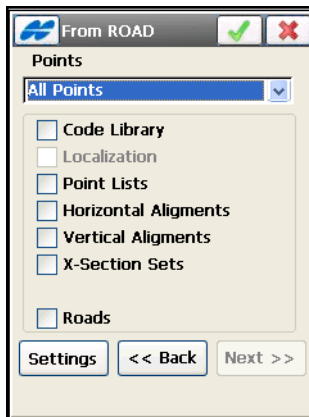 From ROAD
Points
All Points
Code Library
Localization
Point Lists
Horizontal Aligments
Vertical Aligments
X-Section Sets
Roads
Settings << Back Next >>